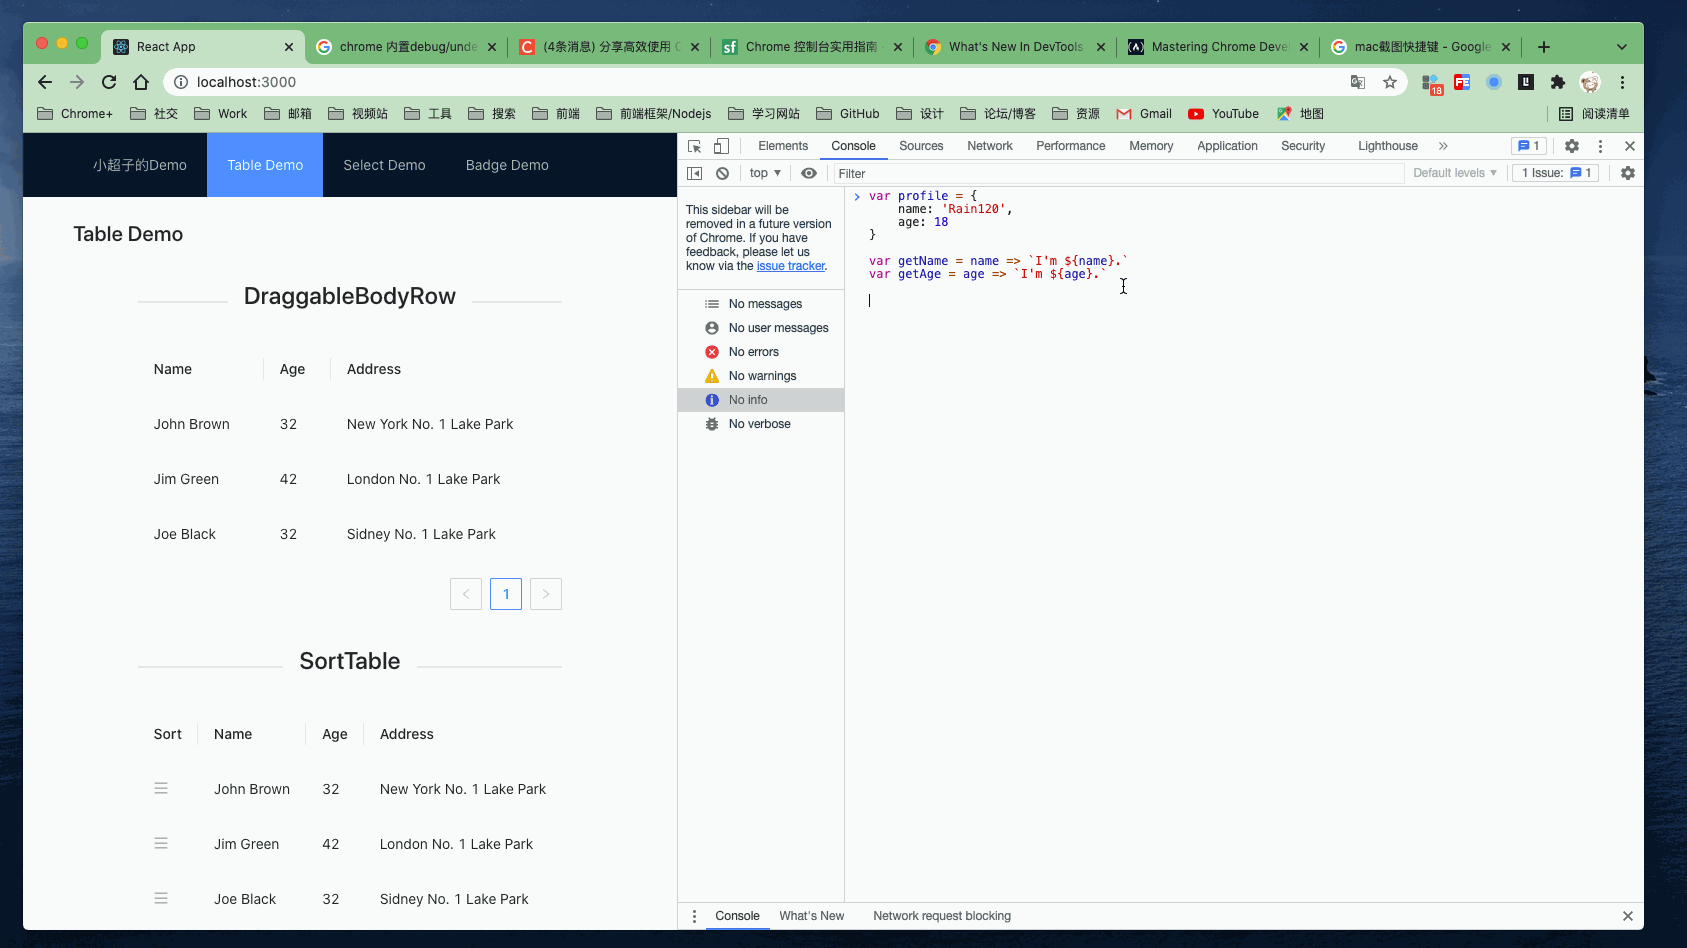 React App
chrome 内置debug/unde
(4条消息) 分享高效使用 C
Chrome 控制台实用指南
What's New In DevTools
Mastering Chrome Deve
mac截图快捷键 - Google
localhost:3000
18
FE
Chrome+
社交
Work
邮箱
视频站
工具
搜索
前端
前端框架/Nodejs
学习网站
GitHub
设计
论坛/博客
资源
Gmail
YouTube
地图
阅读清单
小超子的Demo
Table Demo
Select Demo
Badge Demo
Elements
Console
Sources
Network
Performance
Memory
Application
Security
Lighthouse
1
top
Filter
Default levels
1 Issue: 1
Table Demo
DraggableBodyRow
Name Age Address
John Brown 32 New York No. 1 Lake Park
Jim Green 42 London No. 1 Lake Park
Joe Black 32 Sidney No. 1 Lake Park
< 1 >
SortTable
Sort Name Age Address
John Brown 32 New York No. 1 Lake Park
Jim Green 42 London No. 1 Lake Park
Joe Black 32 Sidney No. 1 Lake Park
This sidebar will be
removed in a future version
of Chrome. If you have
feedback, please let us
know via the issue tracker.
No messages
No user messages
No errors
No warnings
No info
No verbose
> var profile = {
name: 'Rain120',
age: 18
}
var getName = name => `I'm ${name}.`
var getAge = age => `I'm ${age}.`
Console
What's New
Network request blocking